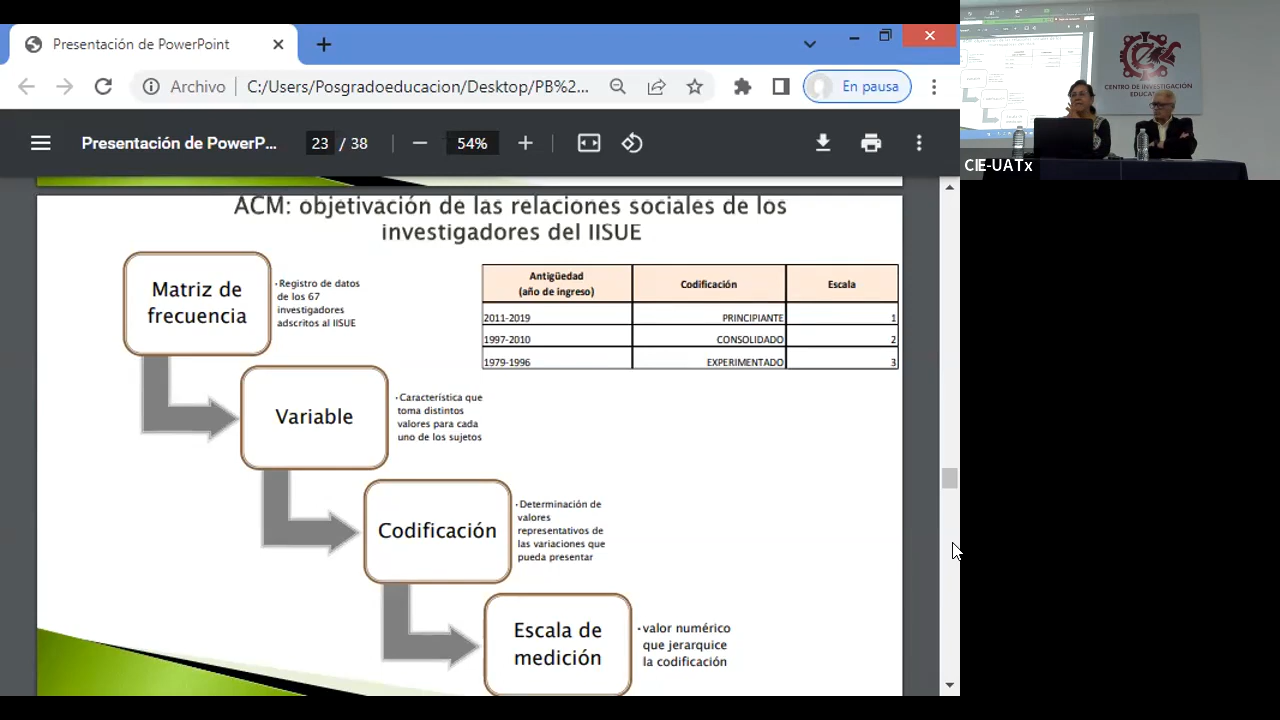 Presentación de PowerPoint
Archivo
C:/Users/Posgradeeducacion/Desktop/PB%2...
En pausa
Presentación de PowerP...
23 / 38
54%
ACM: objetivación de las relaciones sociales de los
investigadores del IISUE
Matriz de
frecuencia
·Registro de datos
de los 67
investigadores
adscritos al IISUE
Antigüedad
(año de ingreso)
Codificación
Escala
2011-2019
PRINCIPIANTE
1
1997-2010
CONSOLIDADO
2
1979-1996
EXPERIMENTADO
3
Variable
·Característica que
toma distintos
valores para cada
uno de los sujetos
Codificación
·Determinación de
valores
representativos de
las variaciones que
pueda presentar
Escala de
medición
·valor numérico
que jerarquice
la codificación
CENTRO DE INVESTIGACIÓN
CIE-UATx